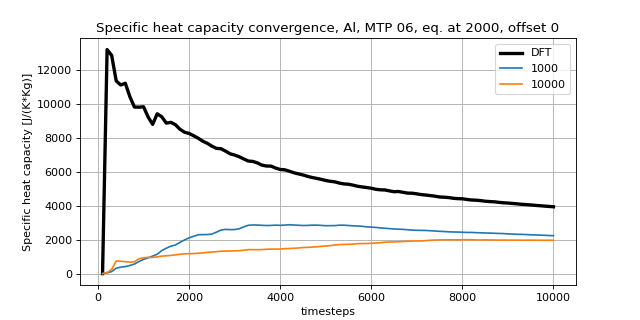 Specific heat capacity convergence, Al, MTP 06, eq. at 2000, offset 0
Specific heat capacity [J/(K*Kg)]
12000
10000
8000
6000
4000
2000
0
DFT
1000
10000
0 2000 4000 6000 8000 10000
timesteps